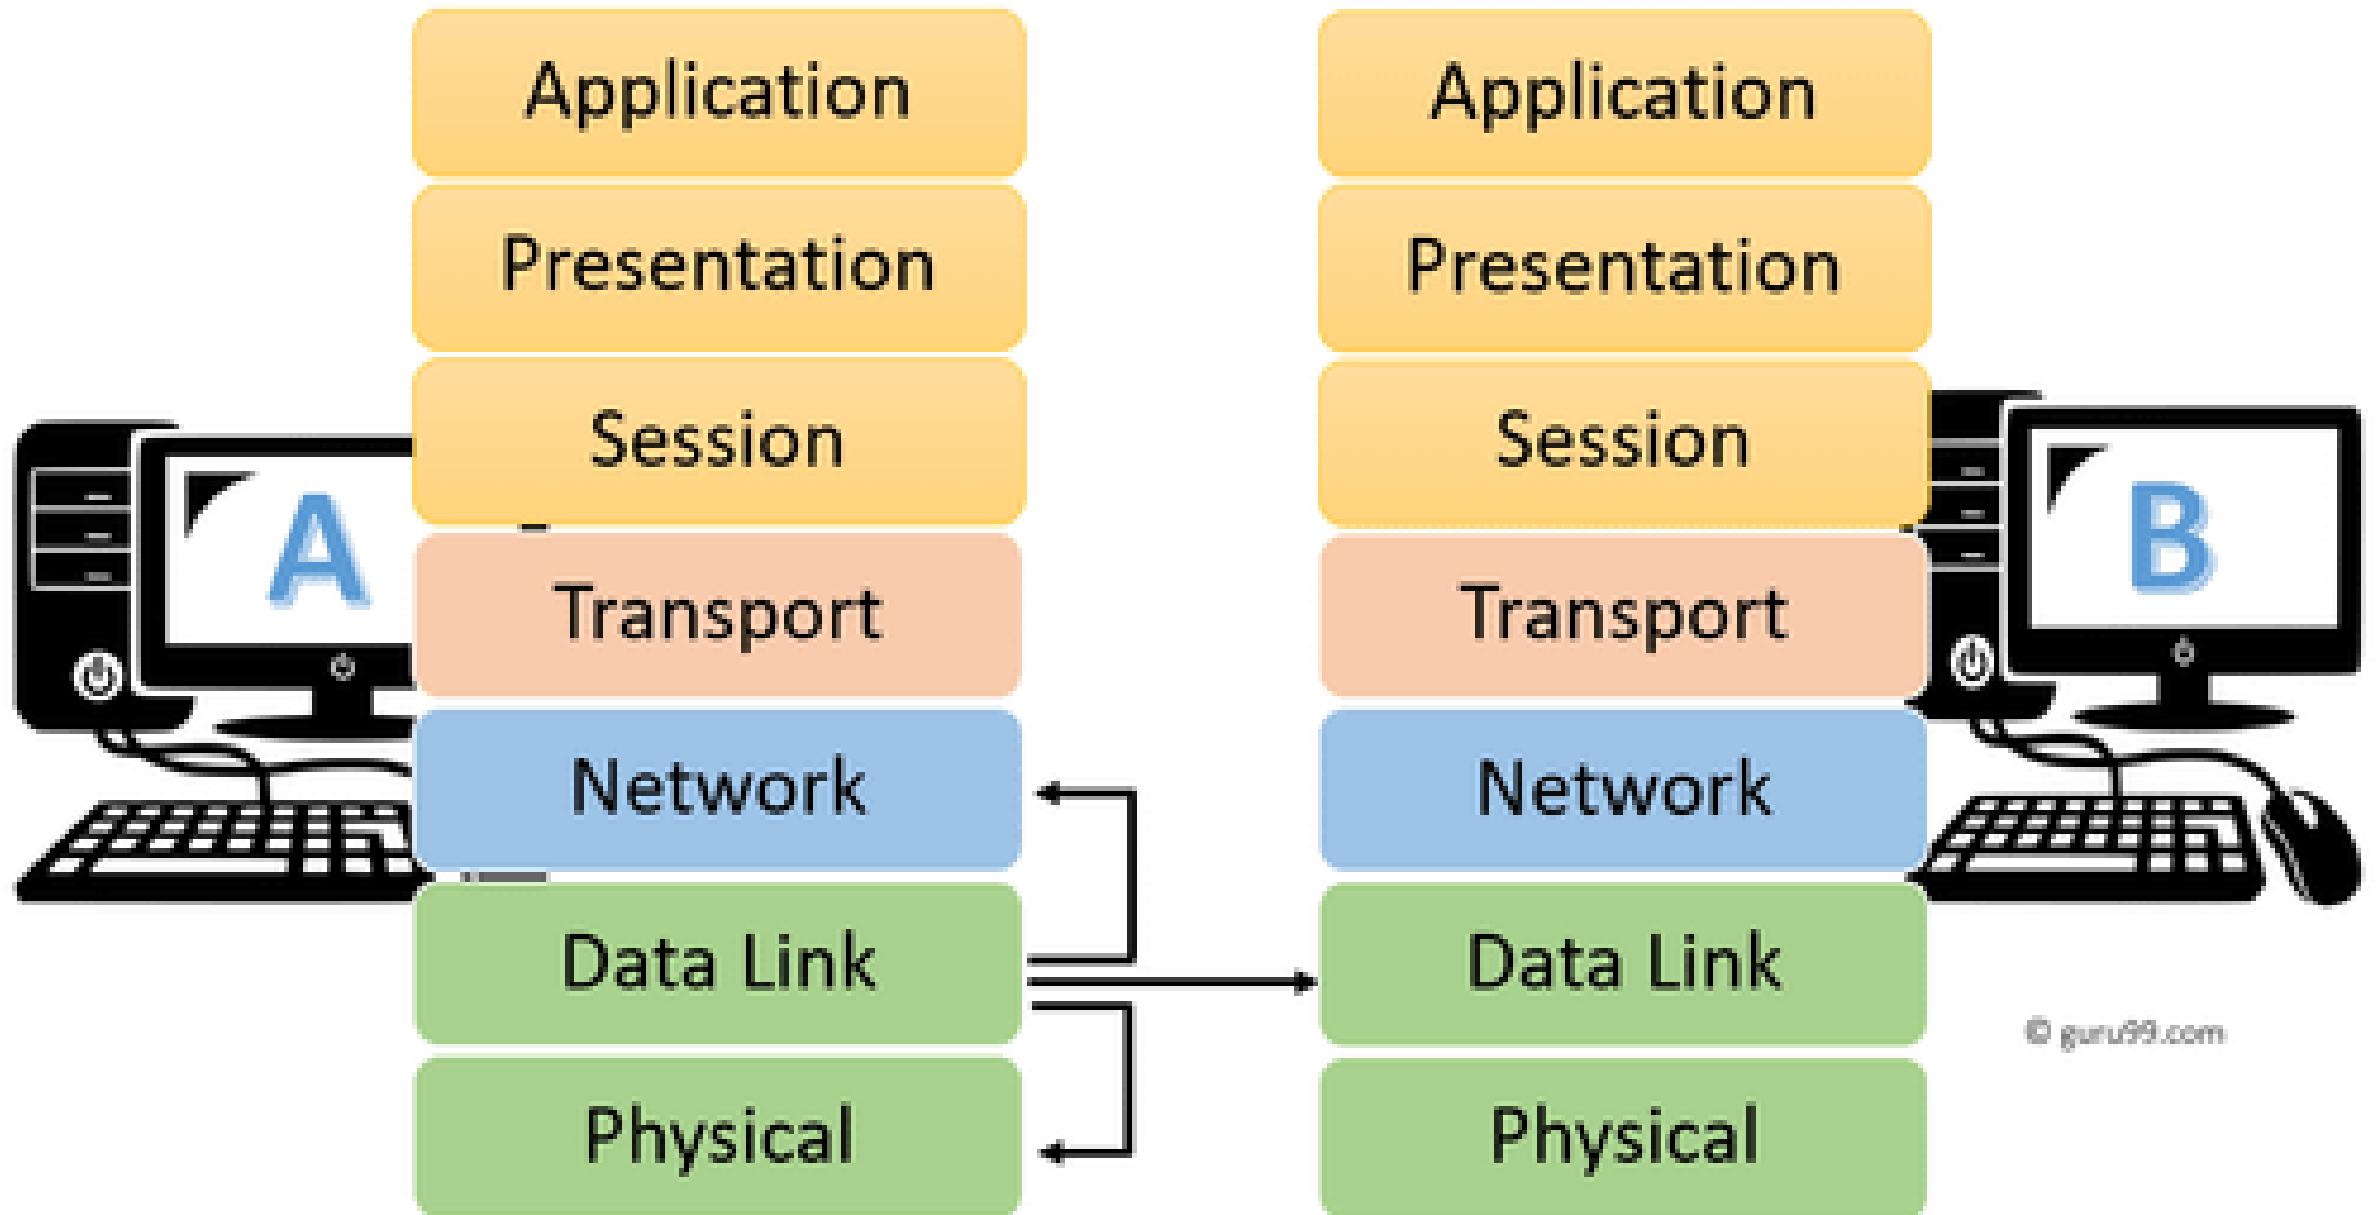 Application
Presentation
Session
Transport
Network
Data Link
Physical
A
Application
Presentation
Session
Transport
Network
Data Link
Physical
B
© guru99.com